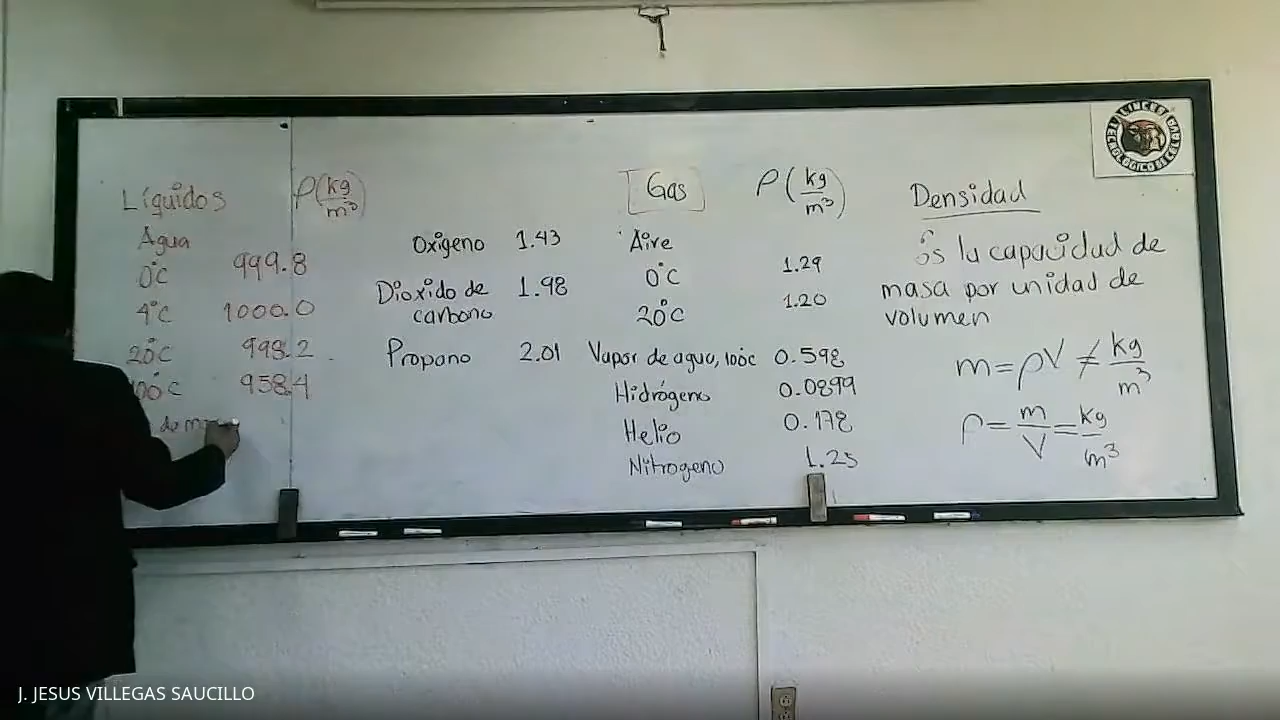 Líquidos ρ(kg/m³)
Agua
0°C 999.8
4°C 1000.0
20°C 998.2
100°C 958.4
de
Oxígeno 1.43
Dioxido de 1.98
carbono
Propano 2.01
Gas ρ(kg/m³)
Aire
0°C 1.29
20°C 1.20
Vapor de agua, 100°c 0.598
Hidrógeno 0.0899
Helio 0.178
Nitrogeno 1.25
Densidad
Es la capacidad de
masa por unidad de
volumen
m=ρV ≠ kg/m³
ρ=m/V=kg/m³
J. JESUS VILLEGAS SAUCILLO